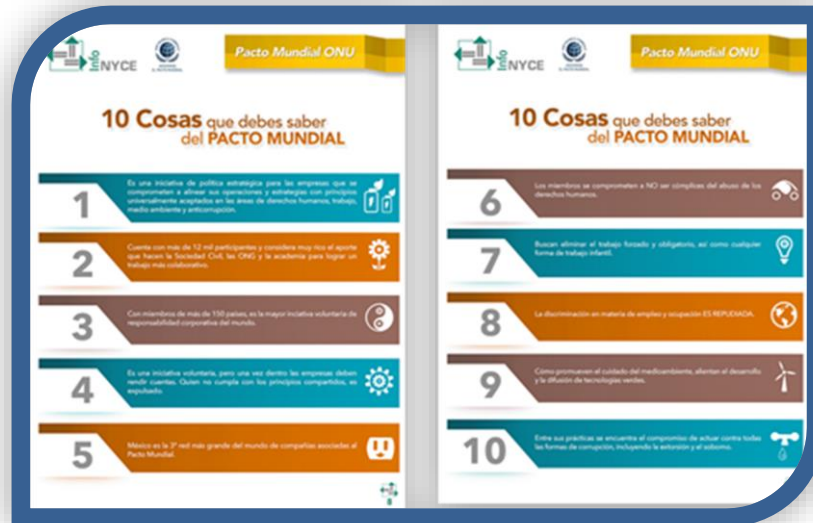 Info
NYCE
Pacto Mundial ONU
10 Cosas que debes saber
del PACTO MUNDIAL
1
Es una iniciativa de política estratégica para las empresas que se
comprometen a alinear sus operaciones y estrategias con principios
universalmente aceptados en las áreas de derechos humanos, trabajo,
medio ambiente y anticorrupción.
2
Cuenta con más de 12 mil participantes y considera muy rico el aporte
que hacen la Sociedad Civil, las ONG y la academia para lograr un
trabajo más colaborativo.
3
Con miembros de más de 150 países, es la mayor iniciativa voluntaria de
responsabilidad corporativa del mundo.
4
Es una iniciativa voluntaria, pero una vez dentro las empresas deben
rendir cuentas. Quien no cumpla con los principios compartidos, es
expulsado.
5
México es la 3ª red más grande del mundo de compañías asociadas al
Pacto Mundial.
8
Info
NYCE
Pacto Mundial ONU
10 Cosas que debes saber
del PACTO MUNDIAL
6
Los miembros se comprometen a NO ser cómplices del abuso de los
derechos humanos.
7
Buscan eliminar el trabajo forzado y obligatorio, así como cualquier
forma de trabajo infantil.
8
La discriminación en materia de empleo y ocupación ES REPUDIADA.
9
Cómo promueven el cuidado del medioambiente, alientan el desarrollo
y la difusión de tecnologías verdes.
10
Entre sus prácticas se encuentra el compromiso de actuar contra todas
las formas de corrupción, incluyendo la extorsión y el soborno.